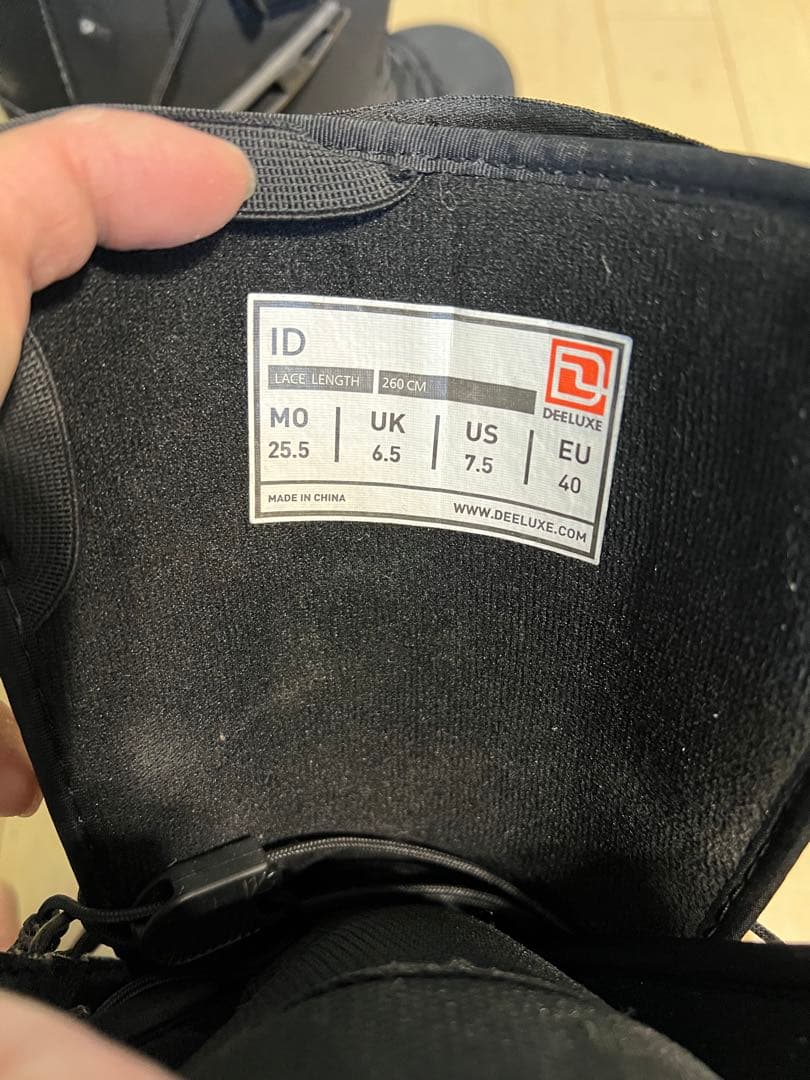 ID
LACE LENGTH 260 CM
DEELUXE
MO UK US EU
25.5 6.5 7.5 40
MADE IN CHINA
WWW.DEELUXE.COM